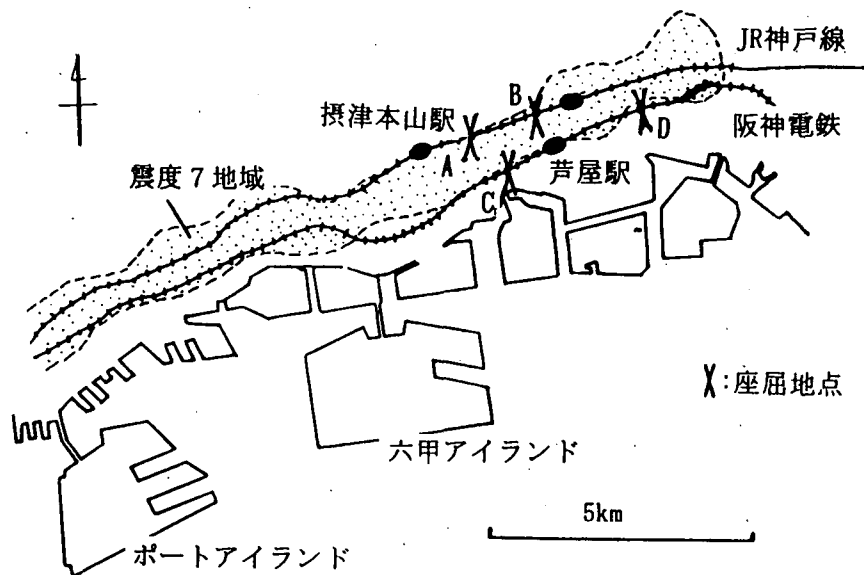 JR神戸線
B
摂津本山駅
D
阪神電鉄
A
芦屋駅
震度7地域
C
X:座屈地点
六甲アイランド
5km
ポートアイランド